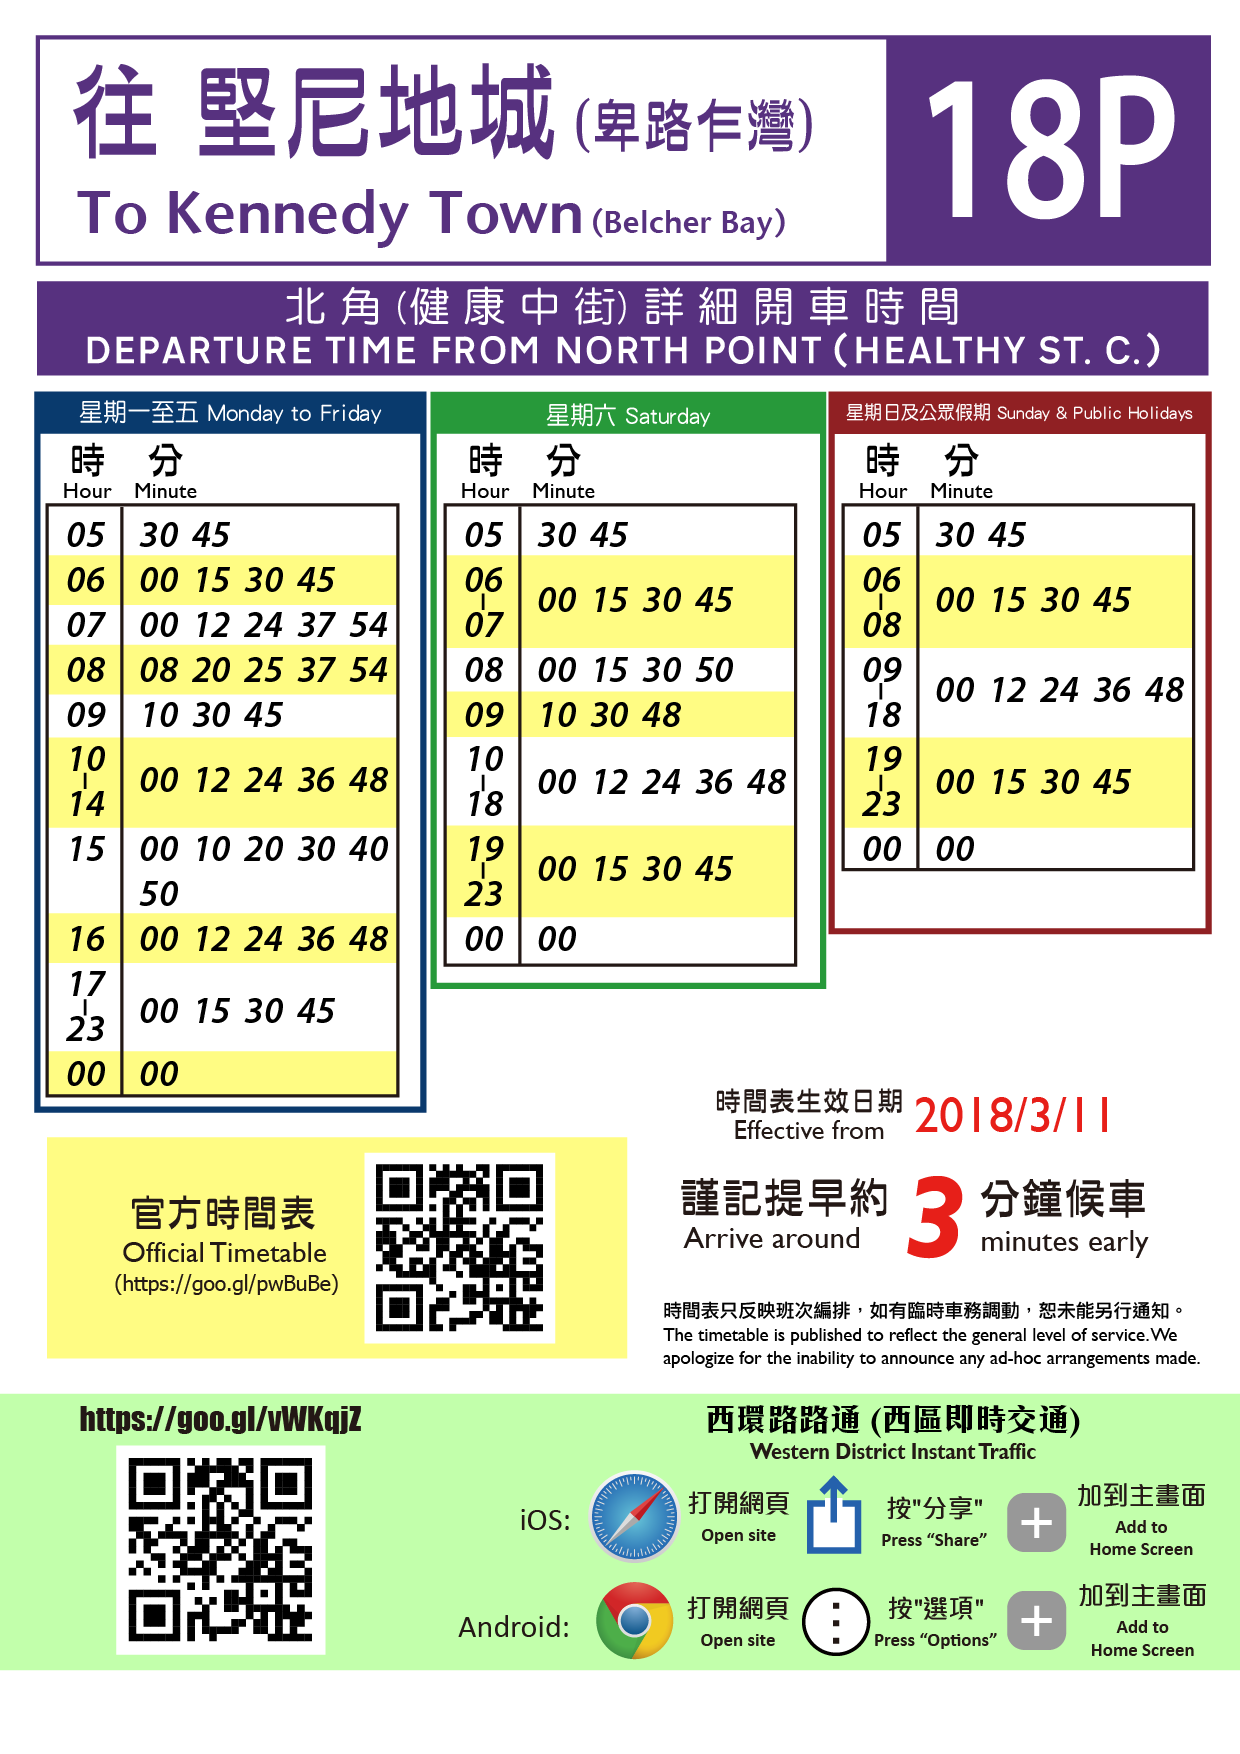 往 堅尼地城 (卑路乍灣)
To Kennedy Town (Belcher Bay)
18P
北角(健康中街)詳細開車時間
DEPARTURE TIME FROM NORTH POINT (HEALTHY ST. C.)
星期一至五 Monday to Friday
時 分
Hour Minute
05 30 45
06 00 15 30 45
07 00 12 24 37 54
08 08 20 25 37 54
09 10 30 45
10
|
14
00 12 24 36 48
15 00 10 20 30 40
50
16 00 12 24 36 48
17
|
23
00 15 30 45
00 00
星期六 Saturday
時 分
Hour Minute
05 30 45
06
|
07
00 15 30 45
08 00 15 30 50
09 10 30 48
10
|
18
00 12 24 36 48
19
|
23
00 15 30 45
00 00
星期日及公眾假期 Sunday & Public Holidays
時 分
Hour Minute
05 30 45
06
|
08
00 15 30 45
09
|
18
00 12 24 36 48
19
|
23
00 15 30 45
00 00
時間表生效日期
Effective from
2018/3/11
官方時間表
Official Timetable
(https://goo.gl/pwBuBe)
謹記提早約 3 分鐘候車
Arrive around minutes early
時間表只反映班次編排，如有臨時車務調動，恕未能另行通知。
The timetable is published to reflect the general level of service. We
apologize for the inability to announce any ad-hoc arrangements made.
https://goo.gl/vWKqjZ
西環路路通 (西區即時交通)
Western District Instant Traffic
iOS:
打開網頁
Open site
按"分享"
Press “Share”
加到主畫面
Add to
Home Screen
Android:
打開網頁
Open site
按"選項"
Press “Options”
加到主畫面
Add to
Home Screen